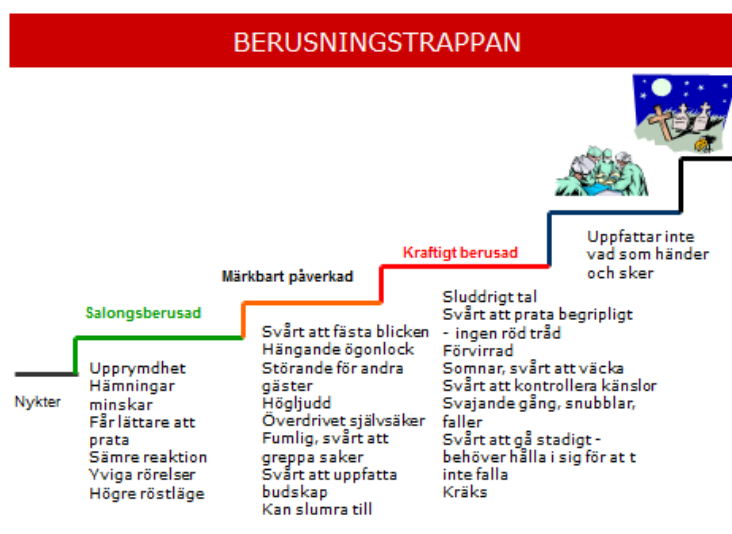 BERUSNINGSTRAPPAN
Nykter
Salongsberusad
Upprymdhet
Hämningar
minskar
Får lättare att
prata
Sämre reaktion
Yviga rörelser
Högre röstläge
Märkbart påverkad
Svårt att fästa blicken
Hängande ögonlock
Störande för andra
gäster
Högljudd
Överdrivet självsäker
Fumlig, svårt att
greppa saker
Svårt att uppfatta
budskap
Kan slumra till
Kraftigt berusad
Sluddrigt tal
Svårt att prata begripligt
- ingen röd tråd
Förvirrad
Somnar, svårt att väcka
Svårt att kontrollera känslor
Svajande gång, snubblar,
faller
Svårt att gå stadigt -
behöver hålla i sig för at t
inte falla
Kräks
Uppfattar inte
vad som händer
och sker